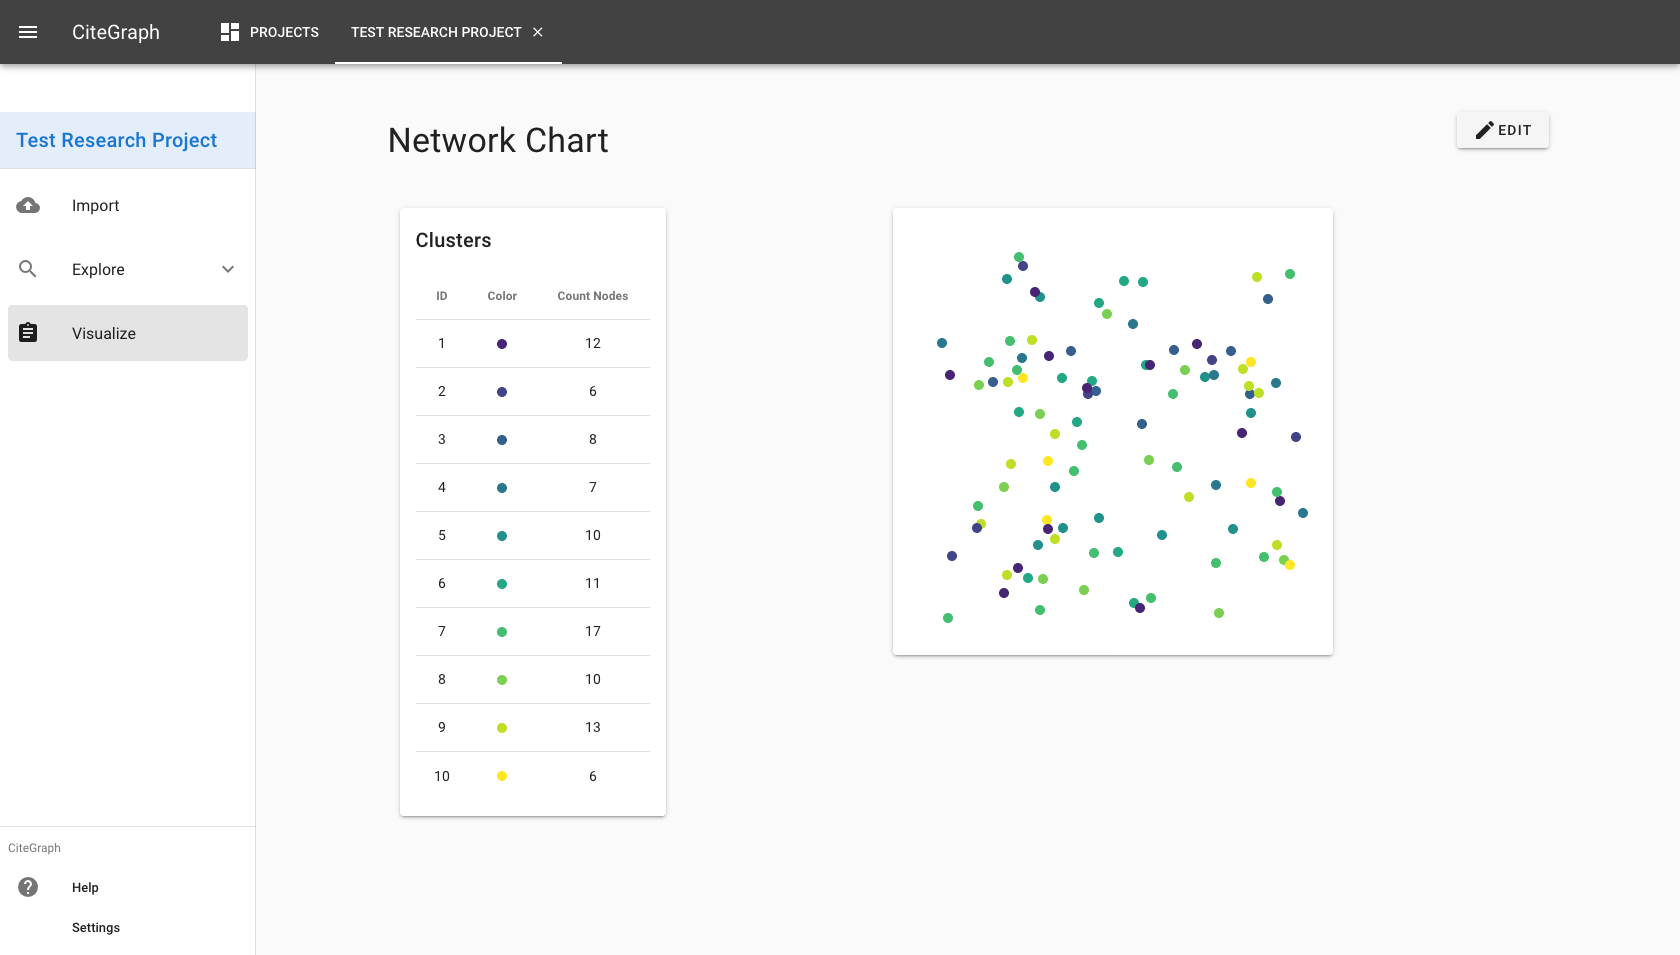 CiteGraph
PROJECTS
TEST RESEARCH PROJECT
Test Research Project
Import
Explore
Visualize
CiteGraph
Help
Settings
Network Chart
EDIT
Clusters
ID Color Count Nodes
1 12
2 6
3 8
4 7
5 10
6 11
7 17
8 10
9 13
10 6